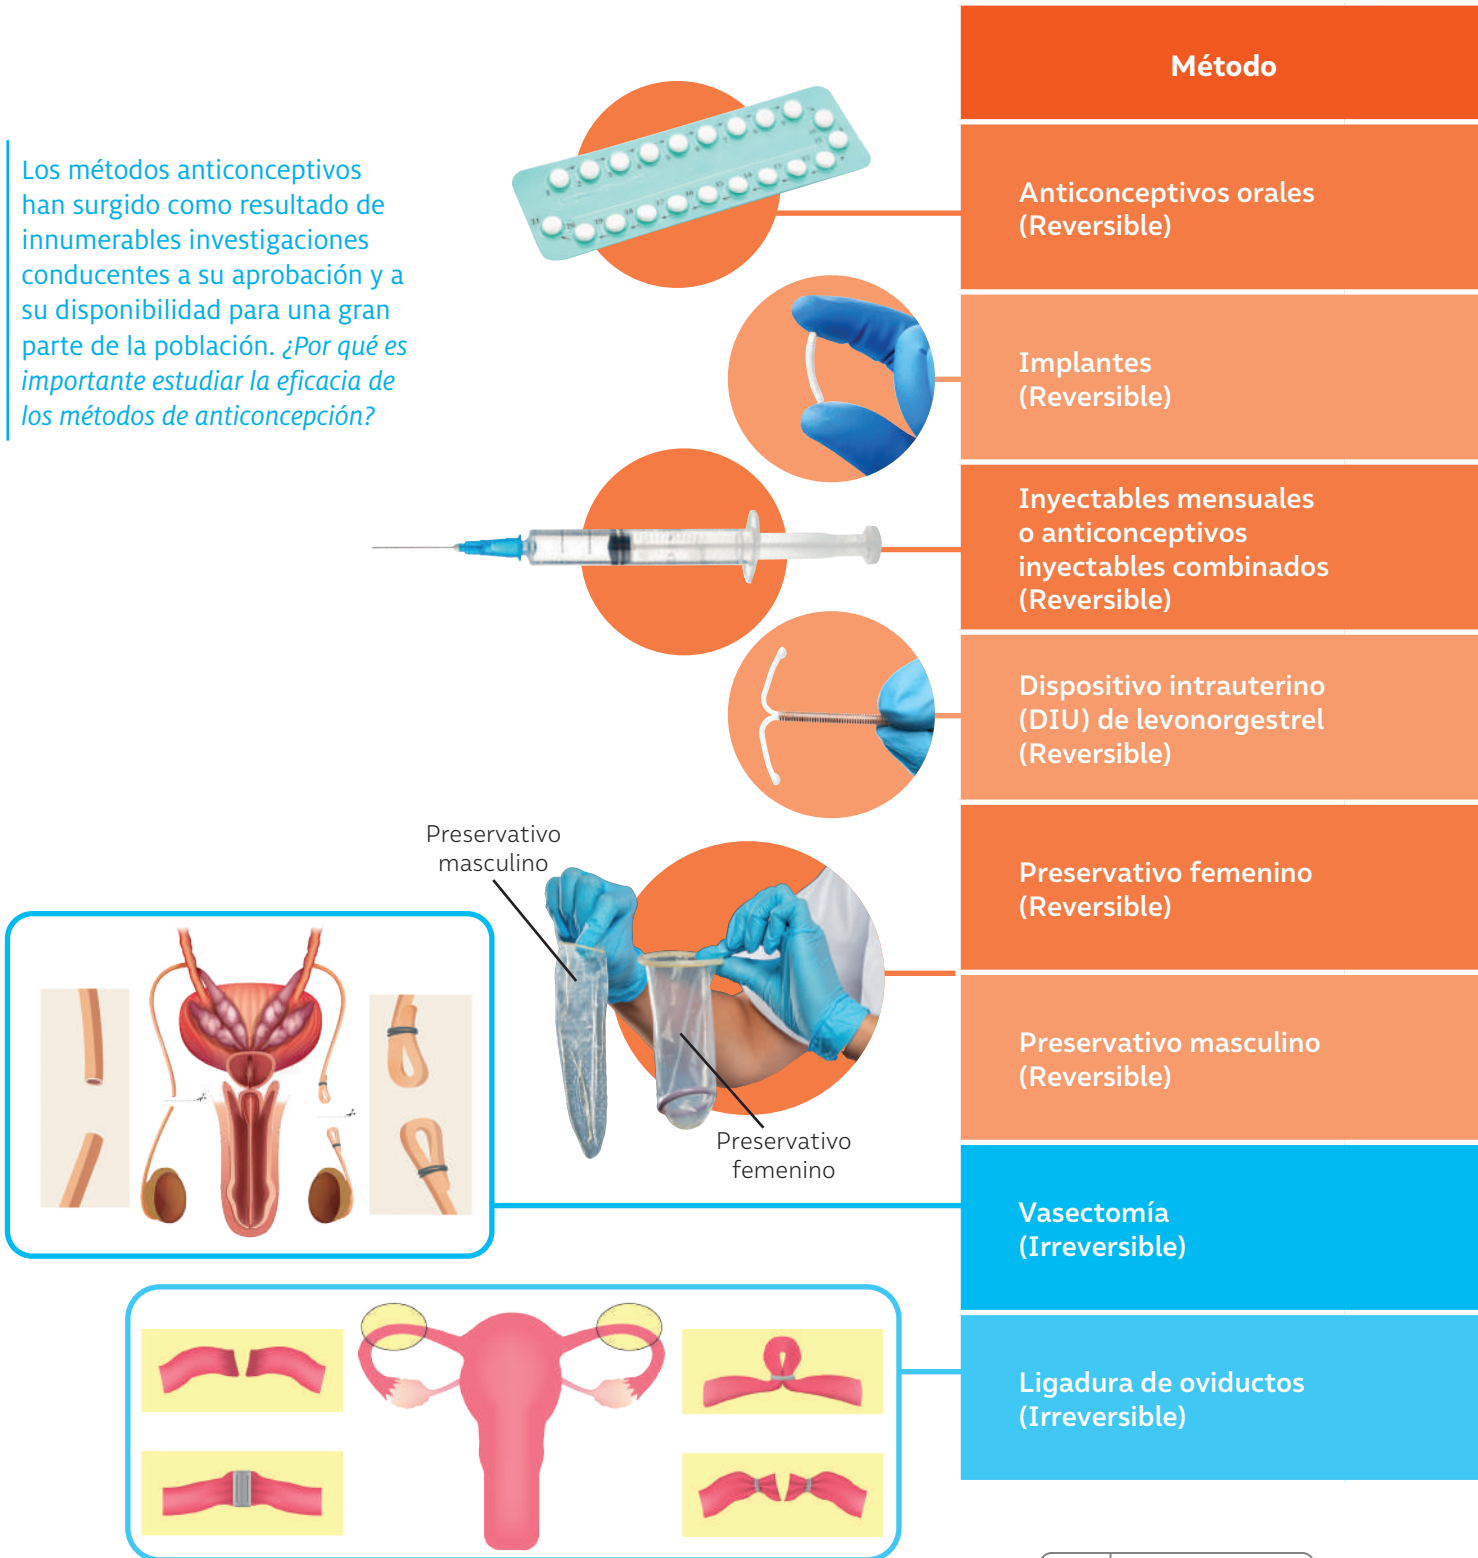 Los métodos anticonceptivos
han surgido como resultado de
innumerables investigaciones
conducentes a su aprobación y a
su disponibilidad para una gran
parte de la población. ¿Por qué es
importante estudiar la eficacia de
los métodos de anticoncepción?
Método
Anticonceptivos orales
(Reversible)
Implantes
(Reversible)
Inyectables mensuales
o anticonceptivos
inyectables combinados
(Reversible)
Dispositivo intrauterino
(DIU) de levonorgestrel
(Reversible)
Preservativo
masculino
Preservativo femenino
(Reversible)
Preservativo masculino
(Reversible)
Preservativo
femenino
Vasectomía
(Irreversible)
Ligadura de oviductos
(Irreversible)